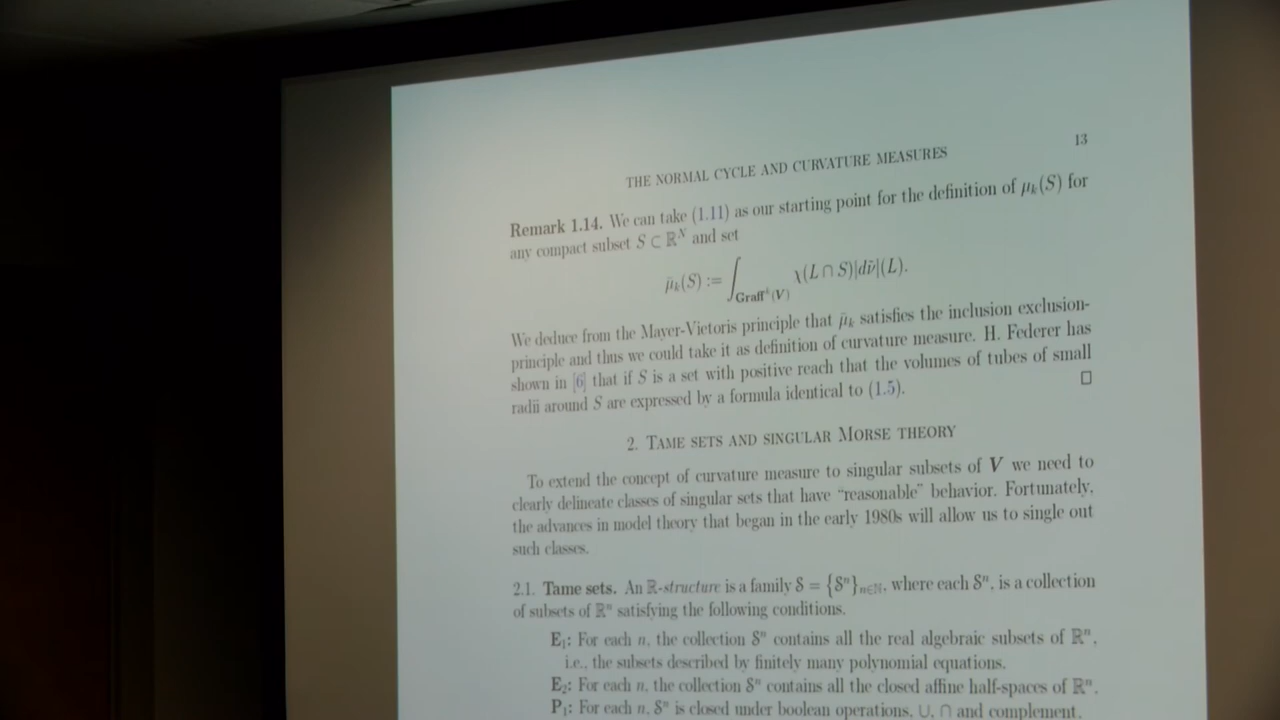 13
THE NORMAL CYCLE AND CURVATURE MEASURES
Remark 1.14. We can take (1.11) as our starting point for the definition of μₖ(S) for
any compact subset S ⊂ ℝᴺ and set
μ̄ₖ(S) := ∫_{Graffᵏ(V)} χ(L ∩ S)|dν̄|(L).
We deduce from the Mayer-Vietoris principle that μ̄ₖ satisfies the inclusion exclusion-
principle and thus we could take it as definition of curvature measure. H. Federer has
shown in [6] that if S is a set with positive reach that the volumes of tubes of small
radii around S are expressed by a formula identical to (1.5). □
2. TAME SETS AND SINGULAR MORSE THEORY
To extend the concept of curvature measure to singular subsets of V we need to
clearly delineate classes of singular sets that have “reasonable” behavior. Fortunately,
the advances in model theory that began in the early 1980s will allow us to single out
such classes.
2.1. Tame sets. An ℝ-structure is a family 𝒮 = {𝒮ⁿ}ₙ∈ℕ, where each 𝒮ⁿ, is a collection
of subsets of ℝⁿ satisfying the following conditions.
E₁: For each n, the collection 𝒮ⁿ contains all the real algebraic subsets of ℝⁿ,
i.e., the subsets described by finitely many polynomial equations.
E₂: For each n, the collection 𝒮ⁿ contains all the closed affine half-spaces of ℝⁿ.
P₁: For each n, 𝒮ⁿ is closed under boolean operations, ∪, ∩ and complement.